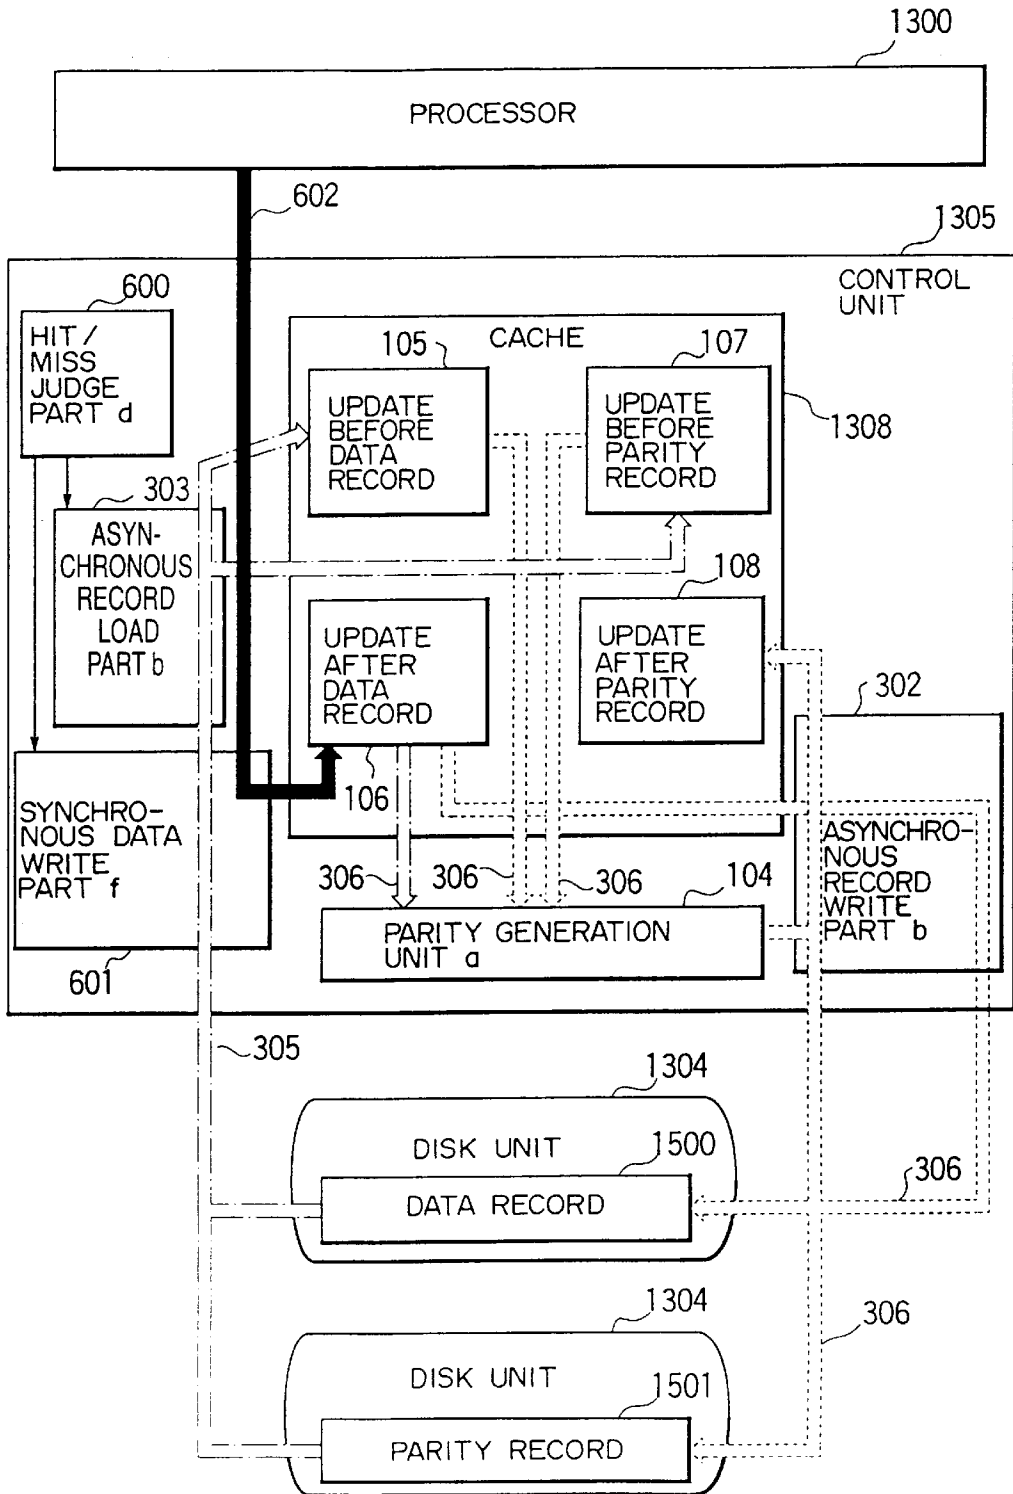 1300
PROCESSOR
602
1305
CONTROL
UNIT
600
HIT /
MISS
JUDGE
PART d
CACHE
105
UPDATE
BEFORE
DATA
RECORD
107
UPDATE
BEFORE
PARITY
RECORD
1308
303
ASYN-
CHRONOUS
RECORD
LOAD
PART b
108
UPDATE
AFTER
DATA
RECORD
106
UPDATE
AFTER
PARITY
RECORD
302
ASYNCHRO-
NOUS
RECORD
WRITE
PART b
SYNCHRO-
NOUS DATA
WRITE
PART f
601
306
306
306
104
PARITY GENERATION
UNIT a
305
1304
DISK UNIT
1500
DATA RECORD
306
1304
306
DISK UNIT
1501
PARITY RECORD